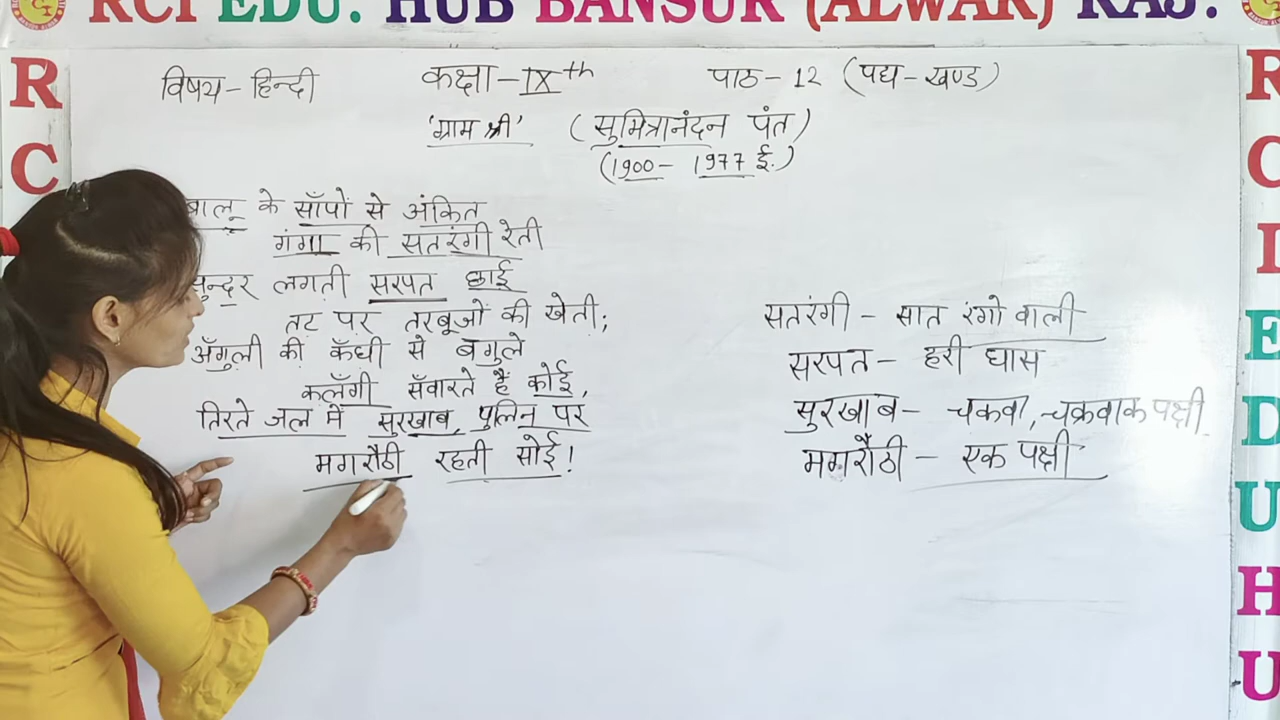 RCI EDU. HUB BANSUR (ALWAR) RAJ.
विषय - हिन्दी कक्षा - IXth पाठ - 12 (पद्य - खण्ड)
'ग्राम श्री' (सुमित्रानंदन पंत)
(1900 - 1977 ई.)
बालू के साँपों से अंकित
गंगा की सतरंगी रेती
सुन्दर लगती सरपत छाई
तट पर तरबूजों की खेती;
अँगुली की कँघी से बगुले
कलँगी सँवारते हैं कोई,
तिरते जल में सुरखाब, पुलिन पर
मगरौठी रहती सोई!
सतरंगी - सात रंगो वाली
सरपत - हरी घास
सुरखाब - चकवा, चक्रवाक पक्षी
मगरौठी - एक पक्षी
R
C
R
C
I
E
D
U
H
U